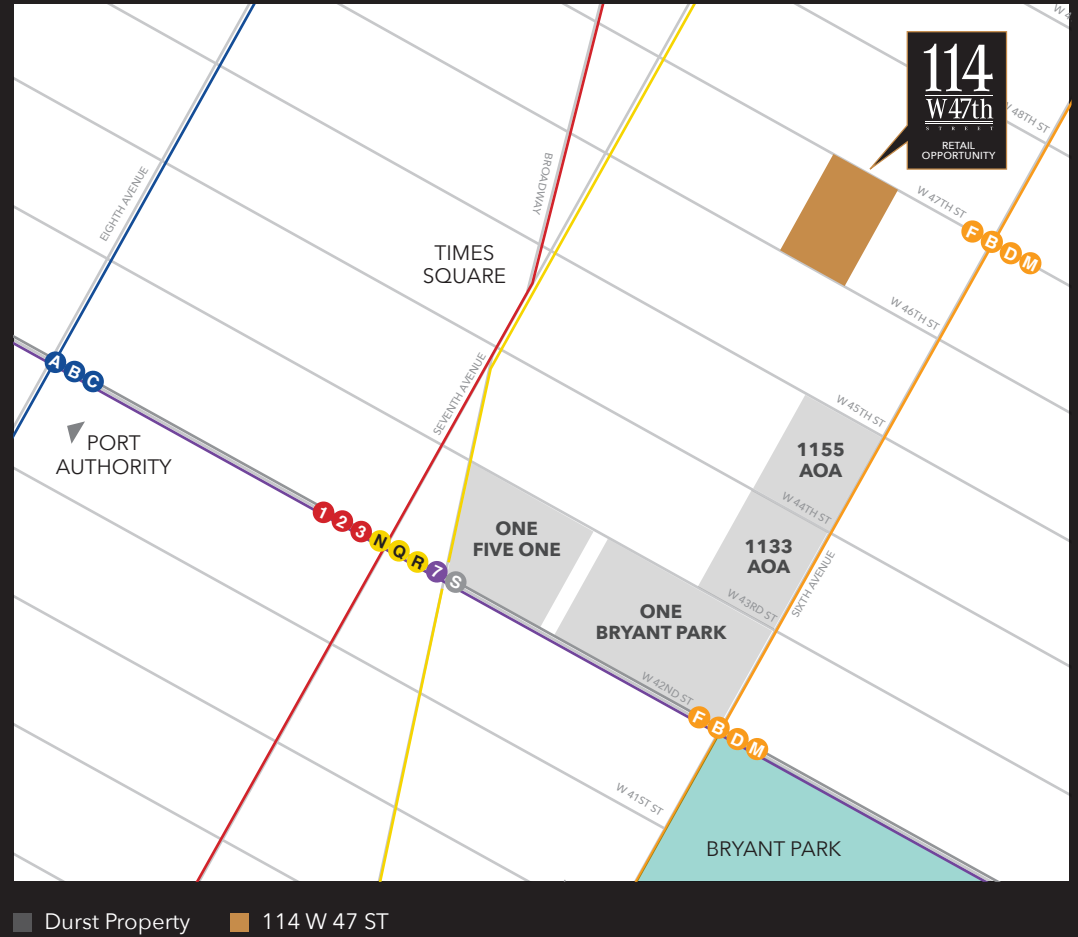 114
W 47th
STREET
RETAIL
OPPORTUNITY
W 48TH ST
EIGHTH AVENUE
BROADWAY
W 47TH ST
F B D M
TIMES
SQUARE
W 46TH ST
A B C
SEVENTH AVENUE
PORT
AUTHORITY
W 45TH ST
1155
AOA
W 44TH ST
1 2 3 N Q R 7 S
ONE
FIVE ONE
1133
AOA
SIXTH AVENUE
W 43RD ST
ONE
BRYANT PARK
W 42ND ST
F B D M
W 41ST ST
BRYANT PARK
Durst Property
114 W 47 ST